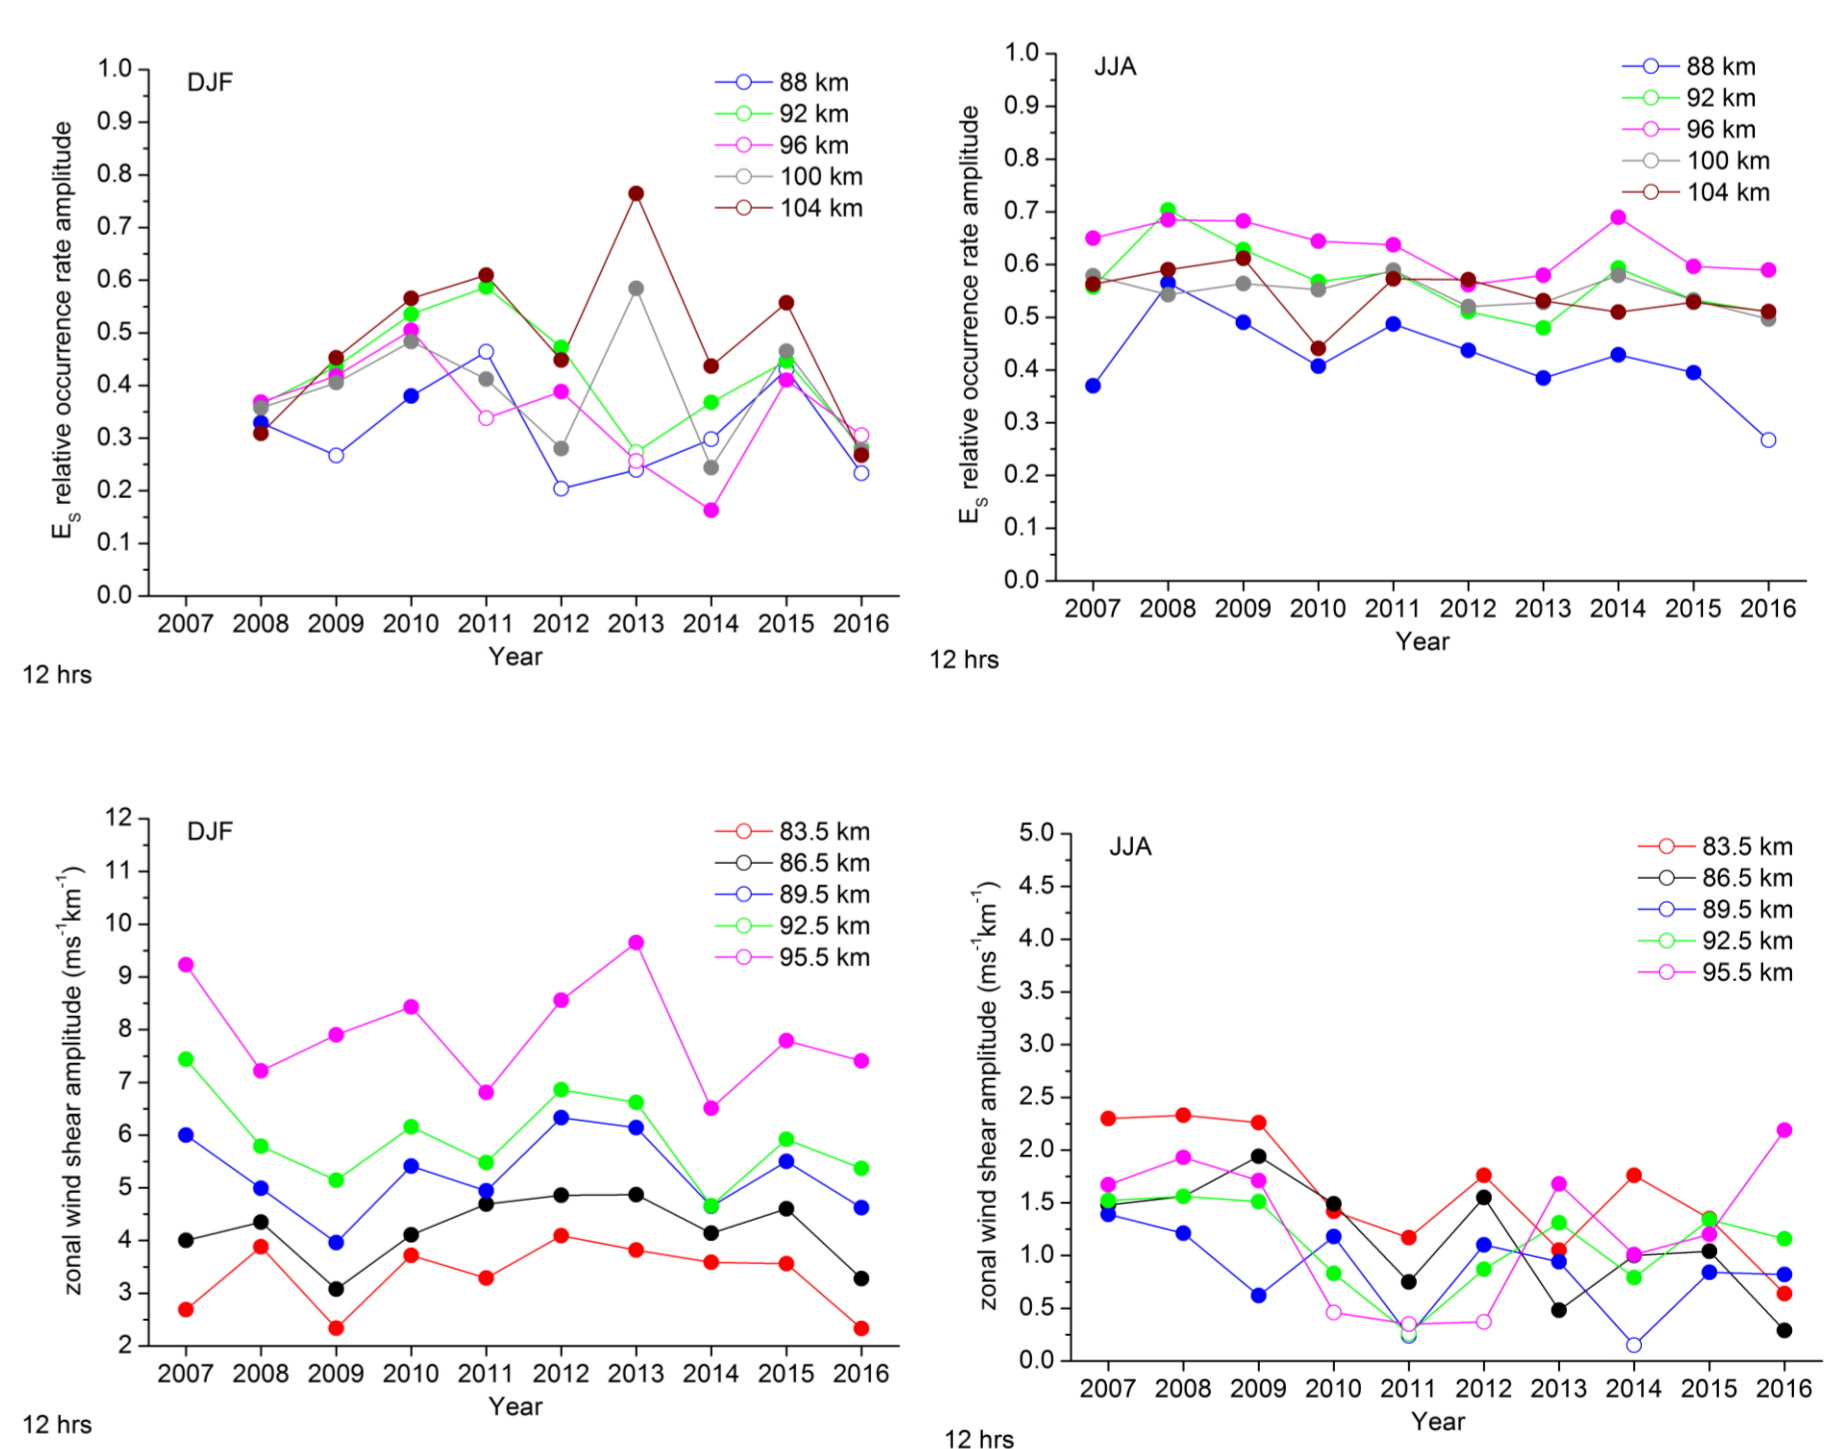 DJF
88 km
92 km
96 km
100 km
104 km
E_S relative occurrence rate amplitude
1.0
0.9
0.8
0.7
0.6
0.5
0.4
0.3
0.2
0.1
0.0
2007 2008 2009 2010 2011 2012 2013 2014 2015 2016
Year
12 hrs
JJA
88 km
92 km
96 km
100 km
104 km
E_S relative occurrence rate amplitude
1.0
0.9
0.8
0.7
0.6
0.5
0.4
0.3
0.2
0.1
0.0
2007 2008 2009 2010 2011 2012 2013 2014 2015 2016
Year
12 hrs
DJF
83.5 km
86.5 km
89.5 km
92.5 km
95.5 km
zonal wind shear amplitude (ms⁻¹km⁻¹)
12
11
10
9
8
7
6
5
4
3
2
2007 2008 2009 2010 2011 2012 2013 2014 2015 2016
Year
12 hrs
JJA
83.5 km
86.5 km
89.5 km
92.5 km
95.5 km
zonal wind shear amplitude (ms⁻¹km⁻¹)
5.0
4.5
4.0
3.5
3.0
2.5
2.0
1.5
1.0
0.5
0.0
2007 2008 2009 2010 2011 2012 2013 2014 2015 2016
Year
12 hrs